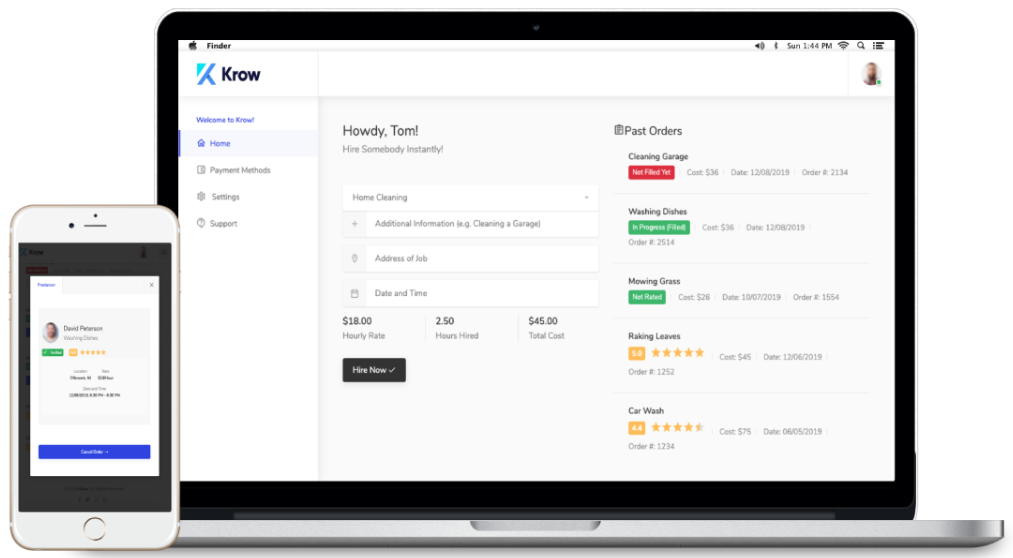 Finder
Sun 1:44 PM
Krow
Welcome to Krow!
Home
Payment Methods
Settings
Support
Howdy, Tom!
Hire Somebody Instantly!
Home Cleaning
Additional Information (e.g. Cleaning a Garage)
Address of Job
Date and Time
$18.00 2.50 $45.00
Hourly Rate Hours Hired Total Cost
Hire Now
Past Orders
Cleaning Garage
Not Filled Yet Cost: $36 Date: 12/08/2019 Order #: 2134
Washing Dishes
In Progress (Filled) Cost: $36 Date: 12/08/2019
Order #: 2514
Mowing Grass
Not Rated Cost: $26 Date: 10/07/2019 Order #: 1554
Raking Leaves
5.0 Cost: $45 Date: 12/06/2019
Order #: 1252
Car Wash
4.4 Cost: $75 Date: 06/05/2019
Order #: 1234
Krow
Freelancer
David Peterson
Washing Dishes
Verified
Location Rate
Date and Time
Cancel Order